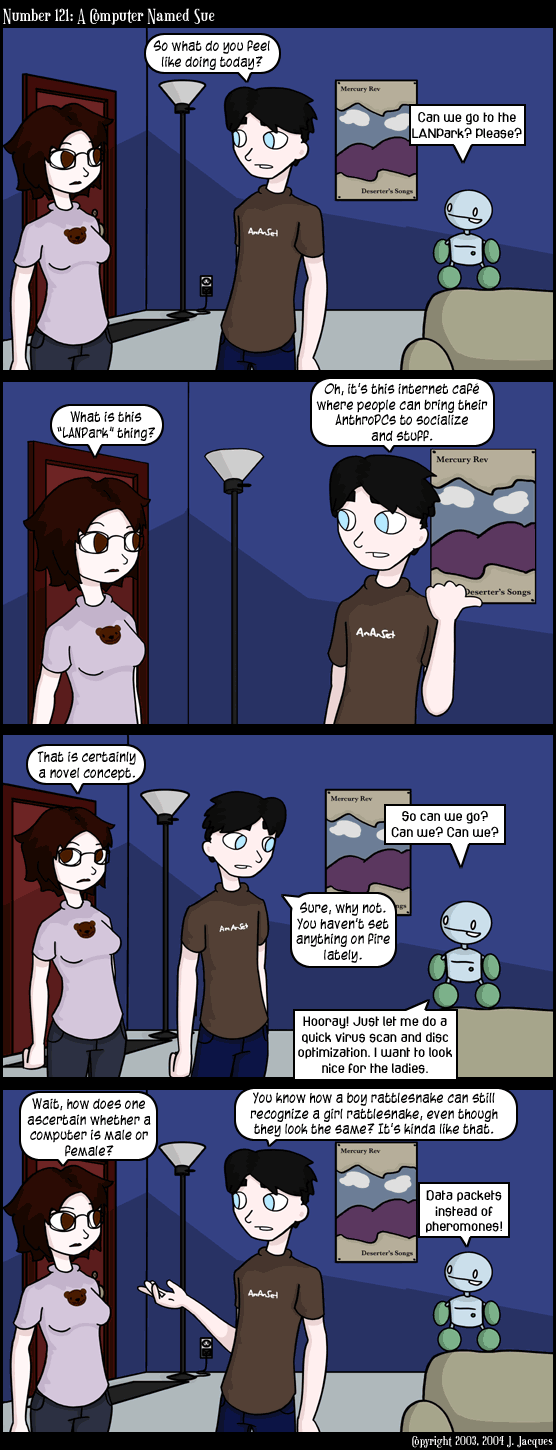 Number 121: A Computer Named Sue
So what do you feel
like doing today?
Mercury Rev
Can we go to the
LANPark? Please?
AnAnSet
Deserter's Songs
Oh, it's this internet café
where people can bring their
AnthroPCs to socialize
and stuff.
What is this
"LANPark" thing?
Mercury Rev
Deserter's Songs
AnAnSet
That is certainly
a novel concept.
Mercury Rev
So can we go?
Can we? Can we?
ngs
Sure, why not.
You haven't set
anything on fire
lately.
AnAnSet
Hooray! Just let me do a
quick virus scan and disc
optimization. I want to look
nice for the ladies.
Wait, how does one
ascertain whether a
computer is male or
female?
You know how a boy rattlesnake can still
recognize a girl rattlesnake, even though
they look the same? It's kinda like that.
Mercury Rev
Data packets
instead of
pheromones!
Deserter's Songs
AnAnSet
Copyright 2003, 2004 J. Jacques